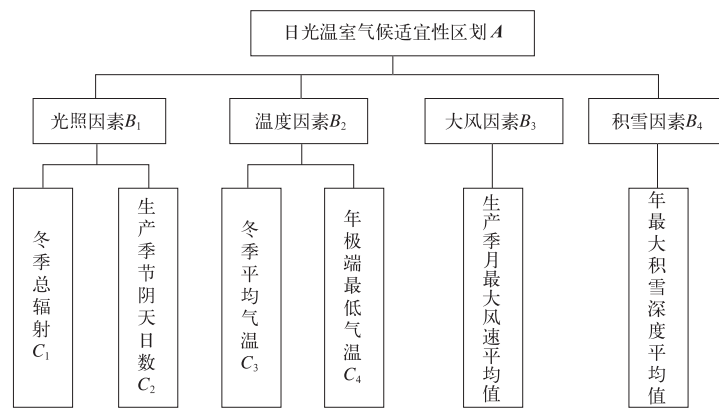 日光温室气候适宜性区划A
光照因素B₁
温度因素B₂
大风因素B₃
积雪因素B₄
冬季总辐射C₁
生产季节阴天日数C₂
冬季平均气温C₃
年极端最低气温C₄
生产季月最大风速平均值
年最大积雪深度平均值